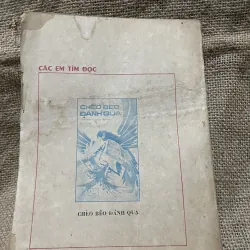 CÁC EM TÌM ĐỌC
CHÈO BẺO
ĐÁNH QUẠ
CHÈO BẺO ĐÁNH QUẠ